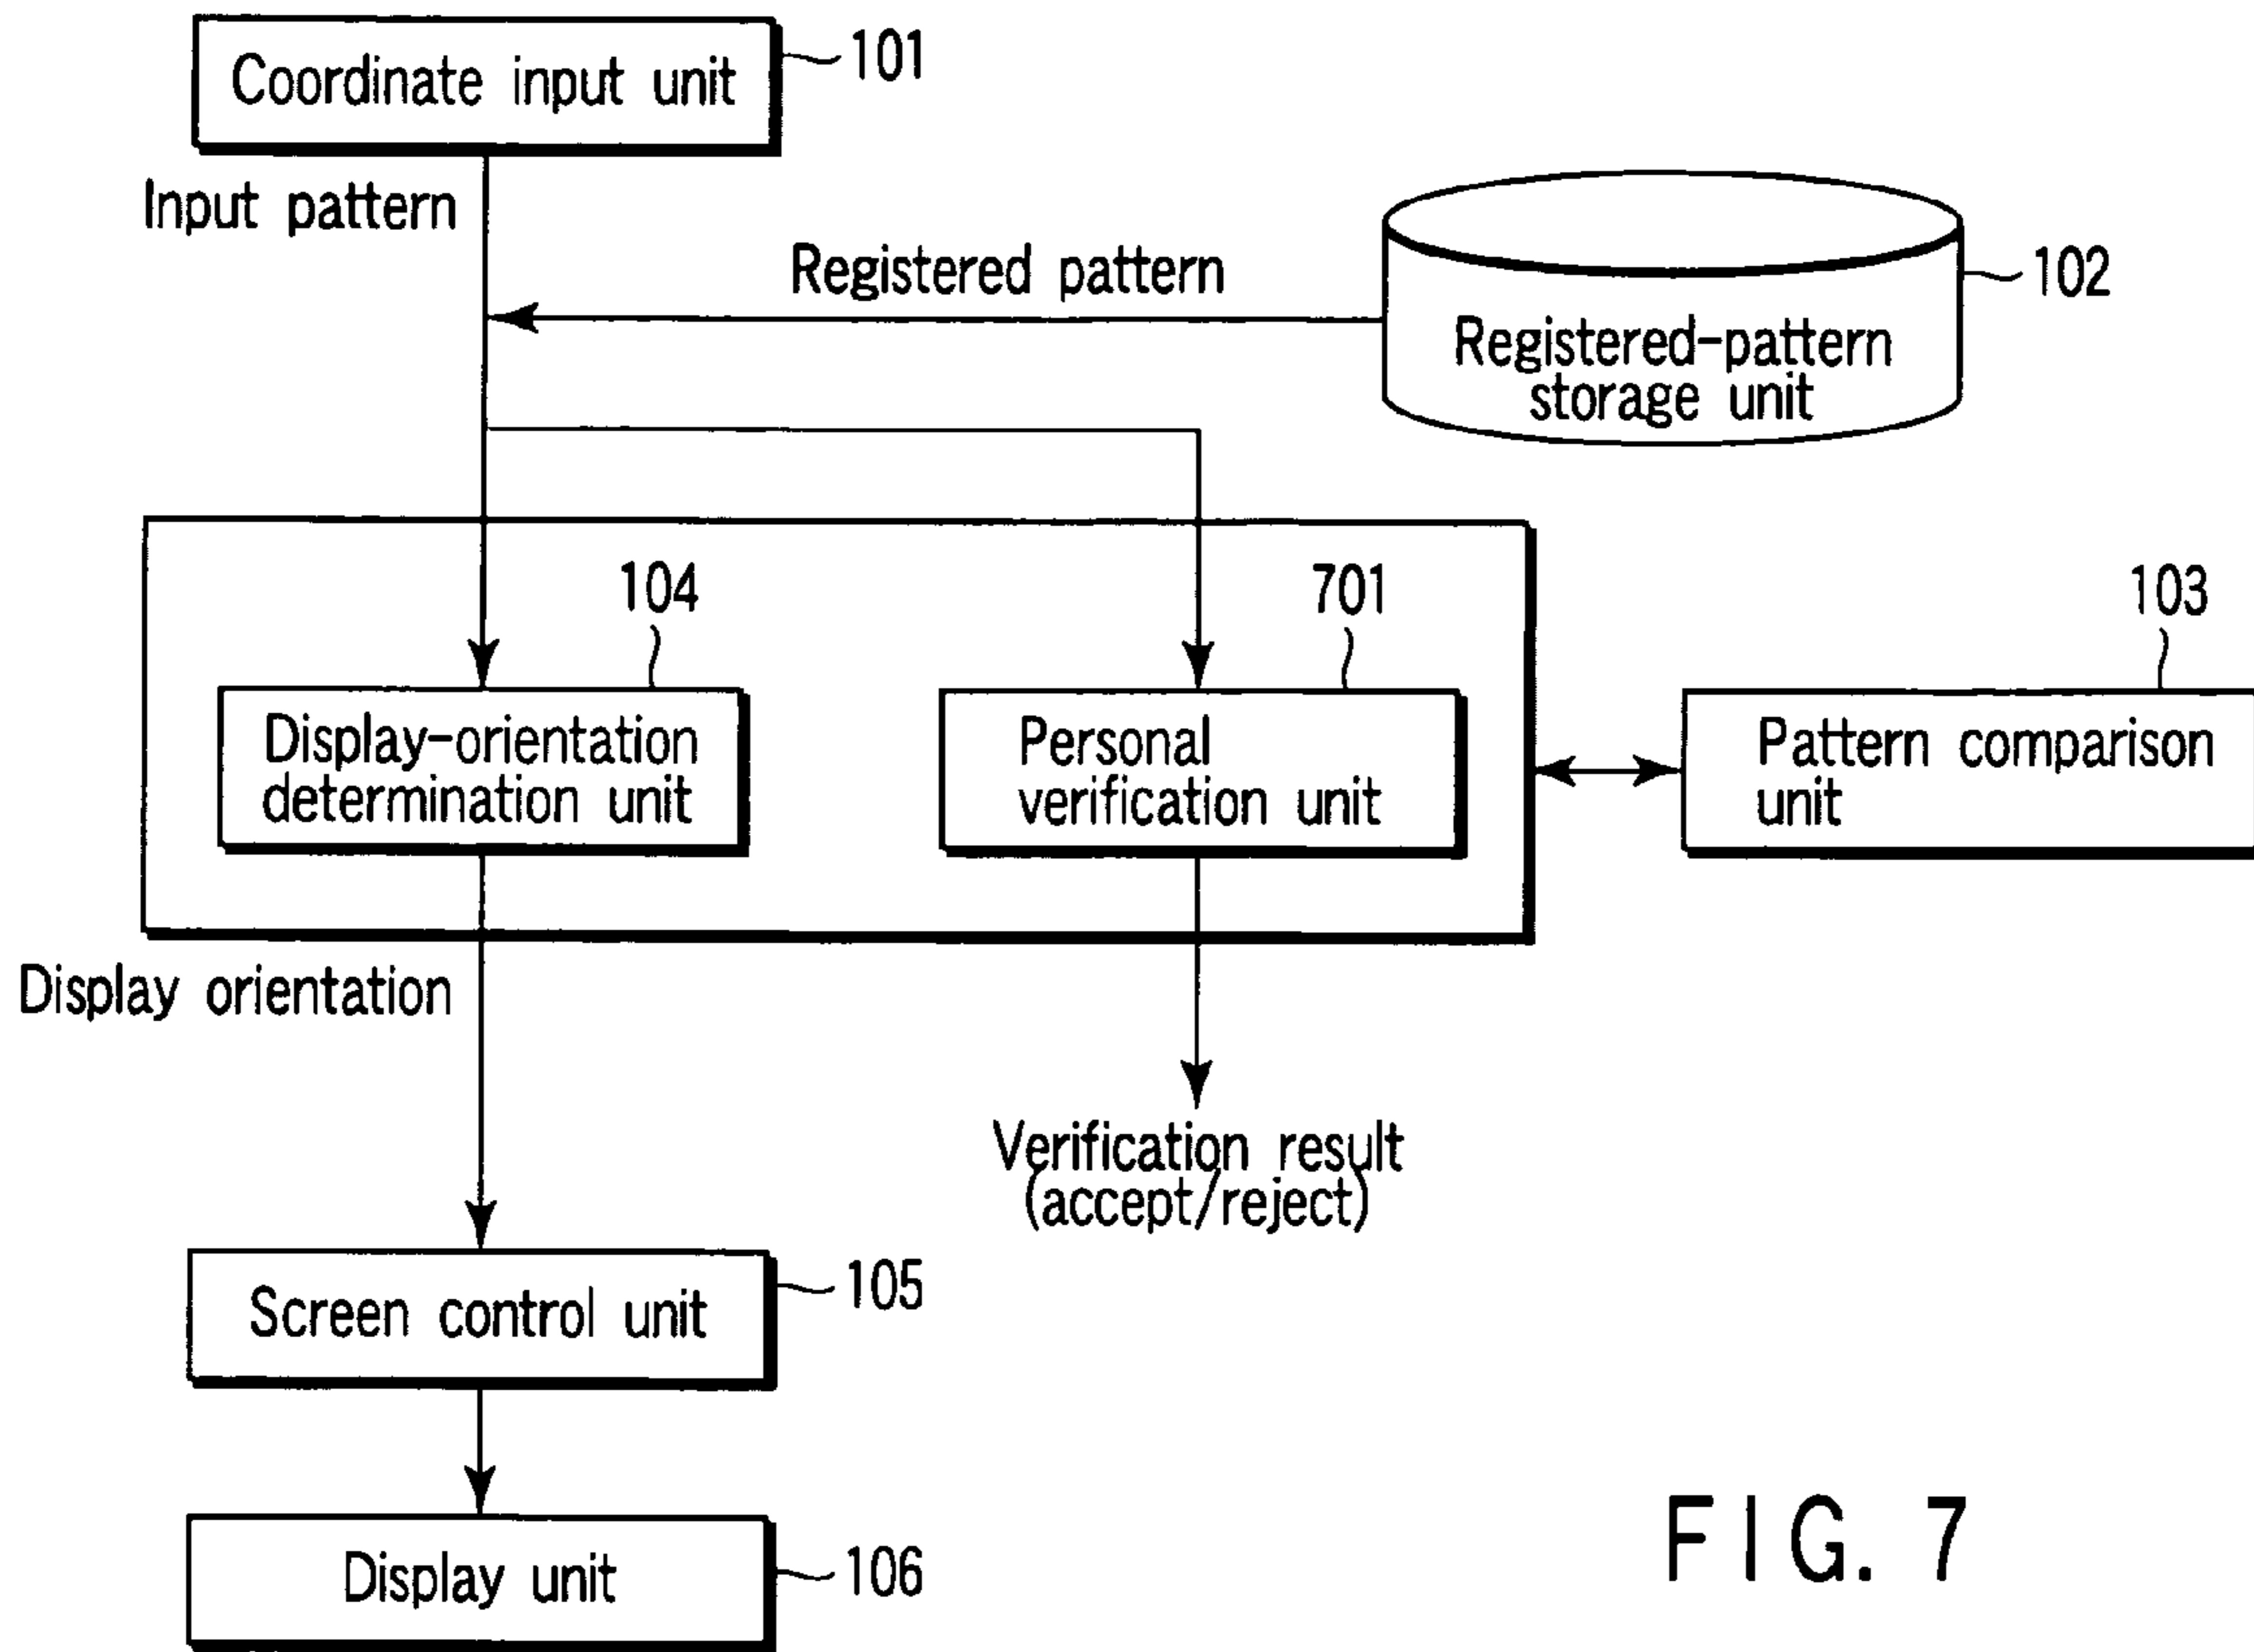 Coordinate input unit
101
Input pattern
Registered pattern
102
Registered-pattern
storage unit
104
701
103
Display-orientation
determination unit
Personal
verification unit
Pattern comparison
unit
Display orientation
Verification result
(accept/reject)
Screen control unit
105
Display unit
106
FIG. 7